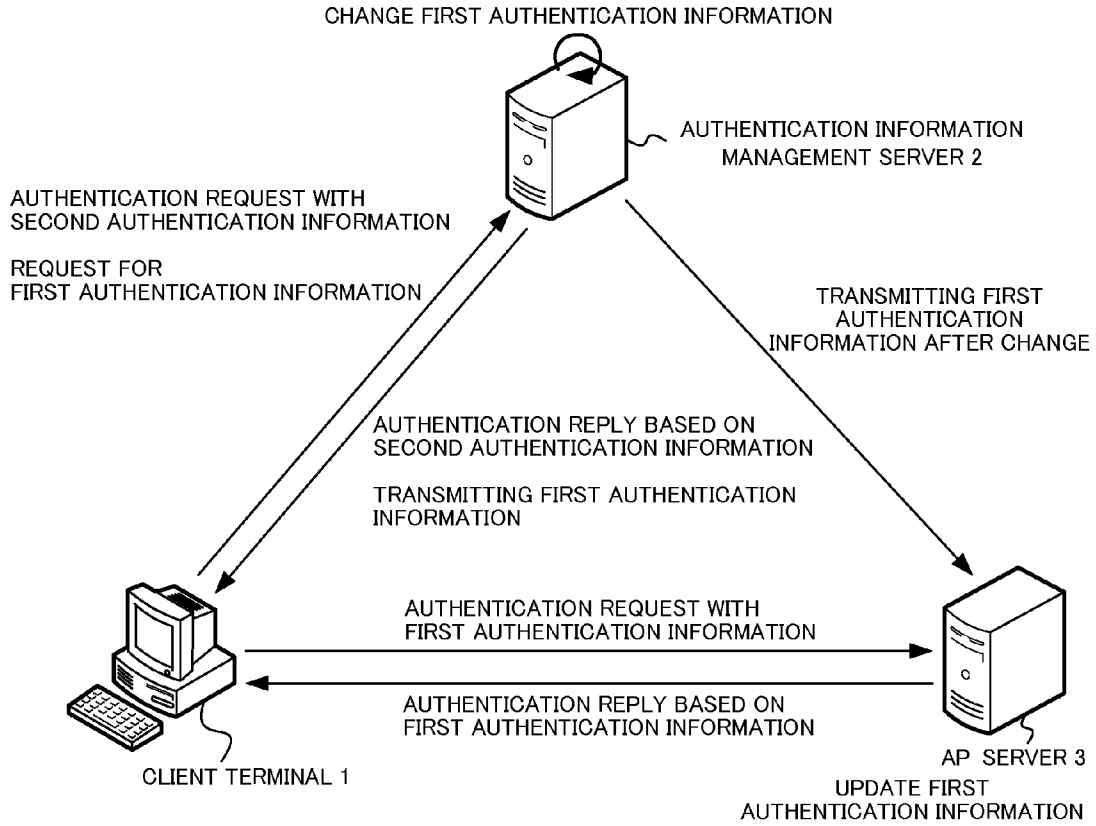 CHANGE FIRST AUTHENTICATION INFORMATION
AUTHENTICATION INFORMATION
MANAGEMENT SERVER 2
AUTHENTICATION REQUEST WITH
SECOND AUTHENTICATION INFORMATION
REQUEST FOR
FIRST AUTHENTICATION INFORMATION
TRANSMITTING FIRST
AUTHENTICATION
INFORMATION AFTER CHANGE
AUTHENTICATION REPLY BASED ON
SECOND AUTHENTICATION INFORMATION
TRANSMITTING FIRST AUTHENTICATION
INFORMATION
AUTHENTICATION REQUEST WITH
FIRST AUTHENTICATION INFORMATION
AUTHENTICATION REPLY BASED ON
FIRST AUTHENTICATION INFORMATION
CLIENT TERMINAL 1
AP SERVER 3
UPDATE FIRST
AUTHENTICATION INFORMATION